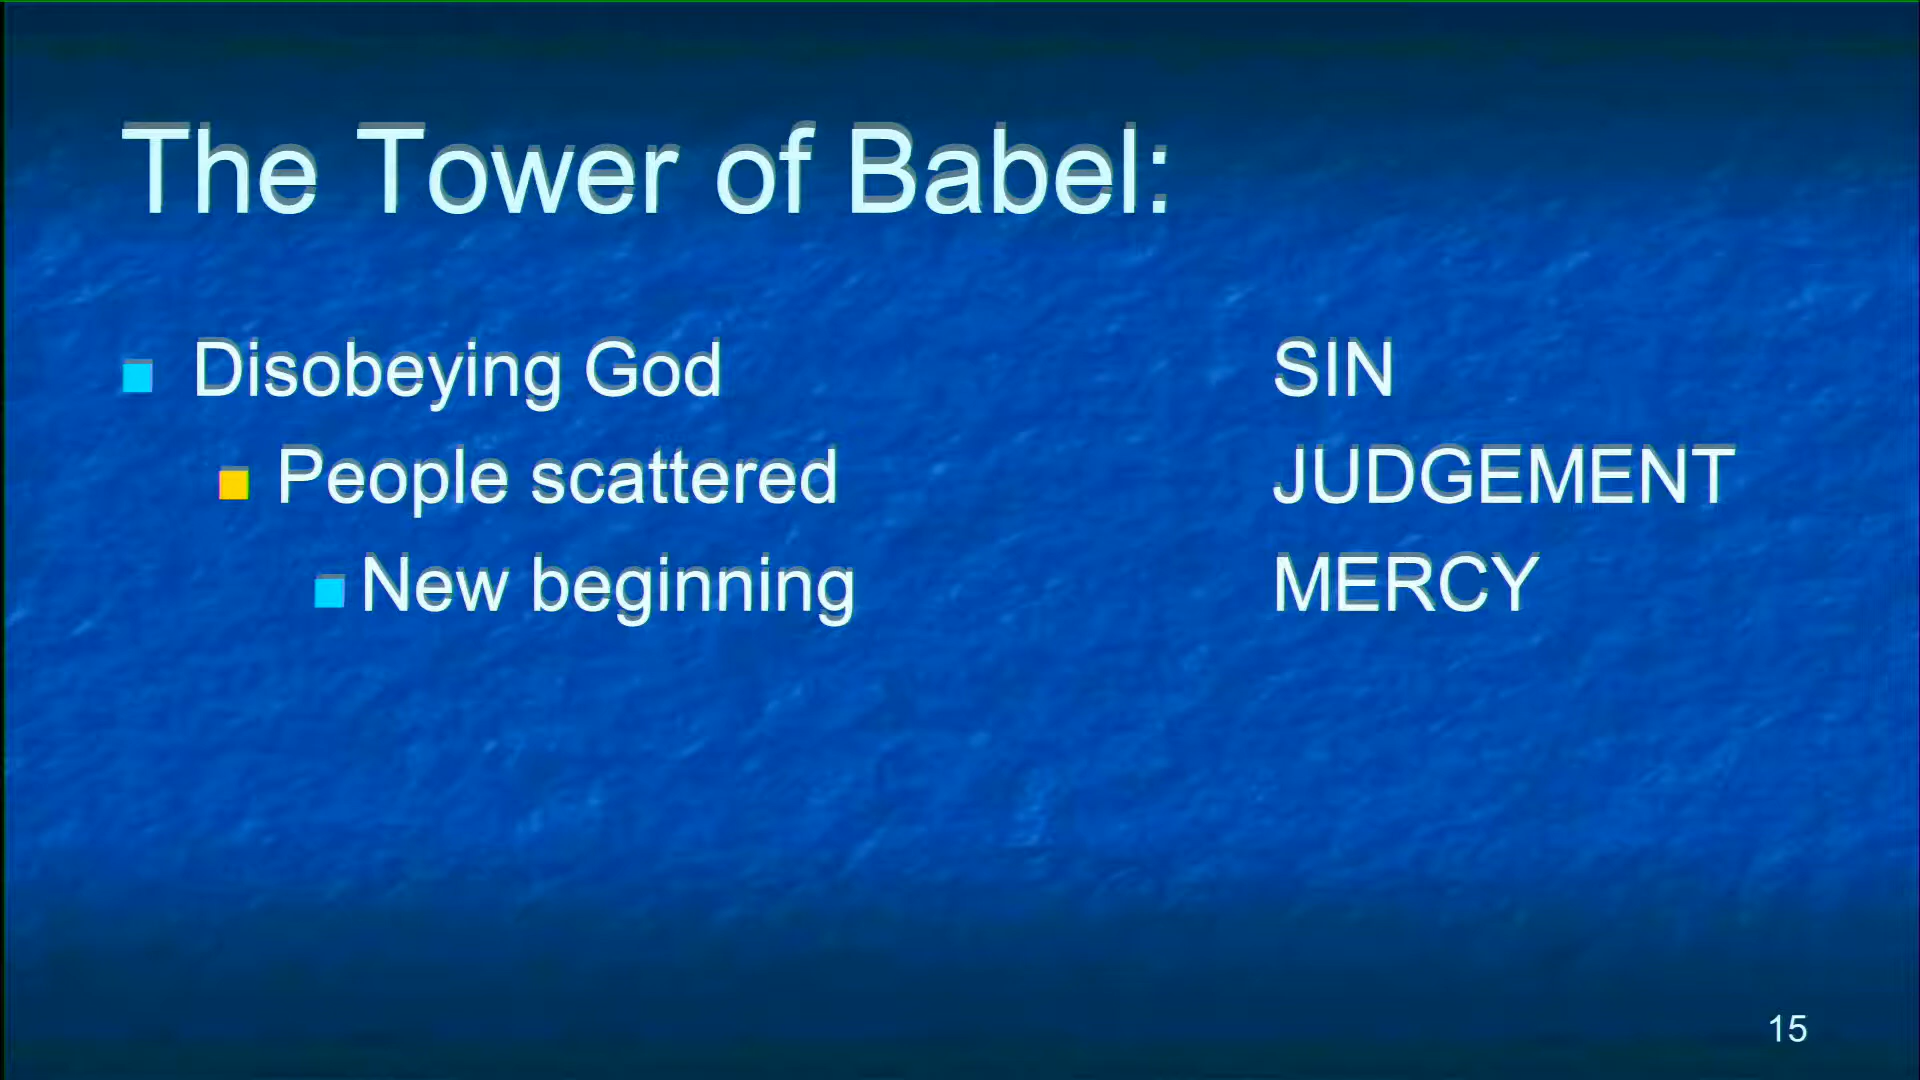 The Tower of Babel:
Disobeying God SIN
People scattered JUDGEMENT
New beginning MERCY
15